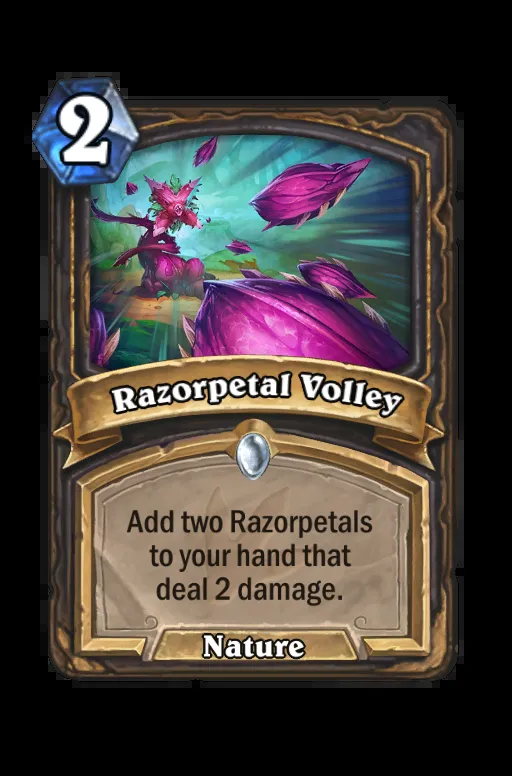 2
Razorpetal Volley
Add two Razorpetals
to your hand that
deal 2 damage.
Nature